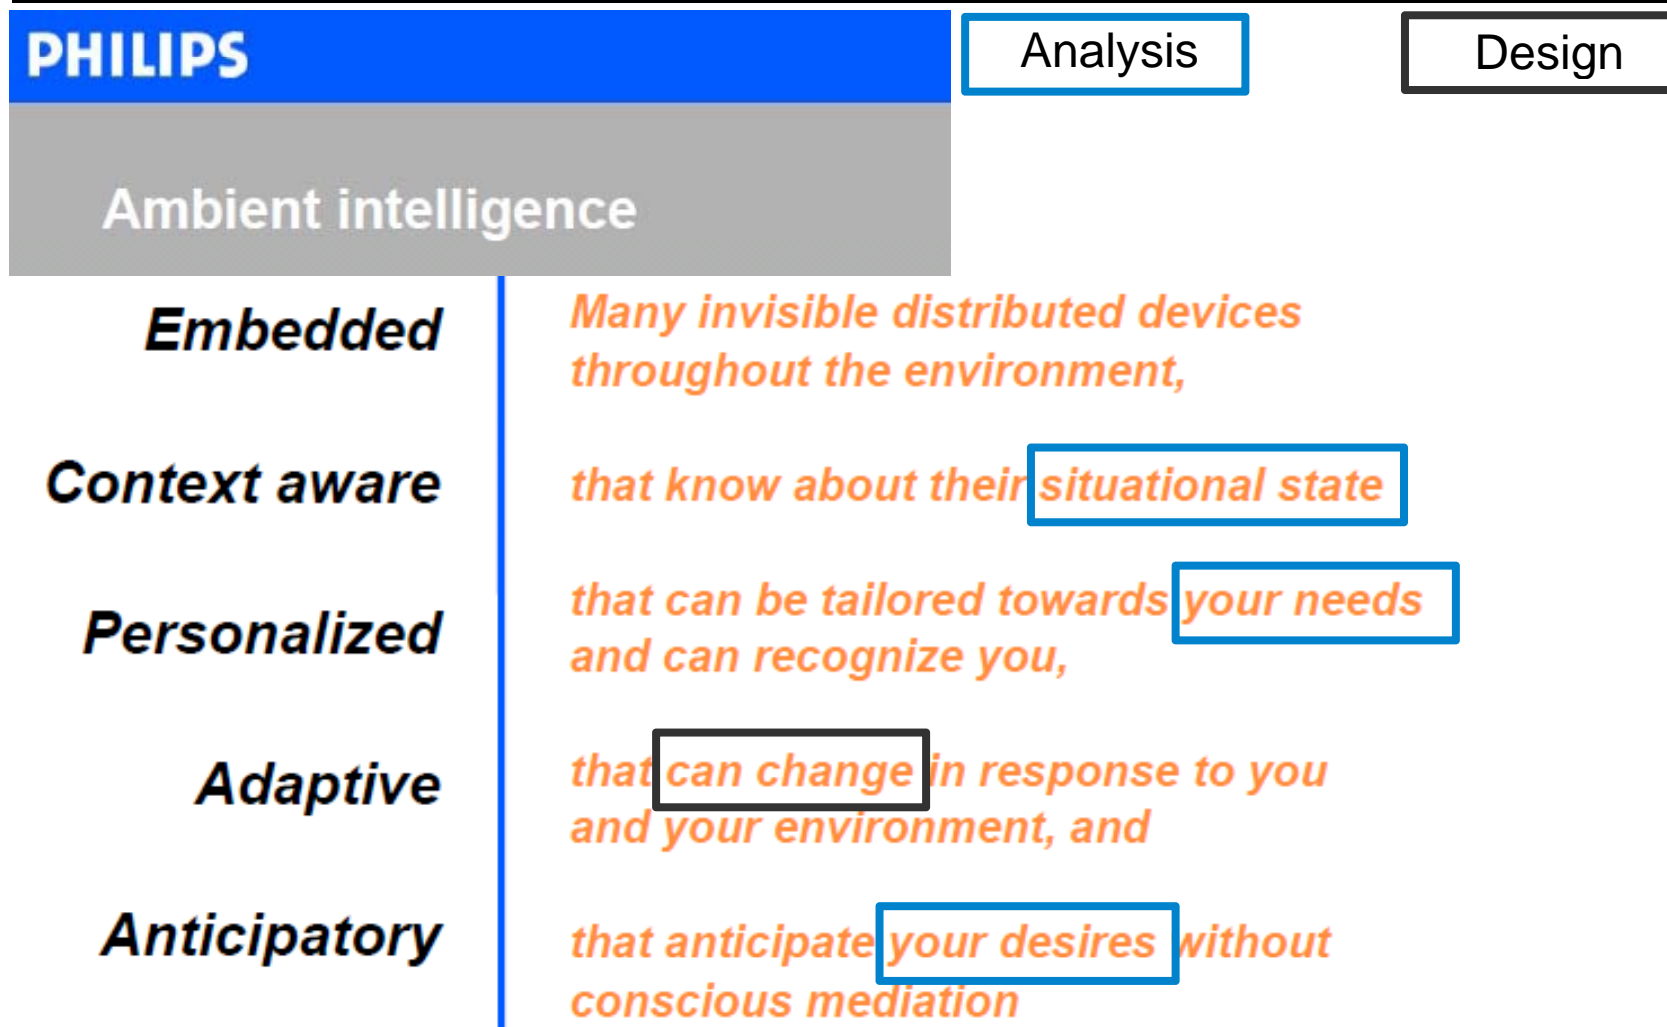 PHILIPS
Analysis
Design
Ambient intelligence
Embedded
Many invisible distributed devices
throughout the environment,
Context aware
that know about their situational state
Personalized
that can be tailored towards your needs
and can recognize you,
Adaptive
that can change in response to you
and your environment, and
Anticipatory
that anticipate your desires without
conscious mediation